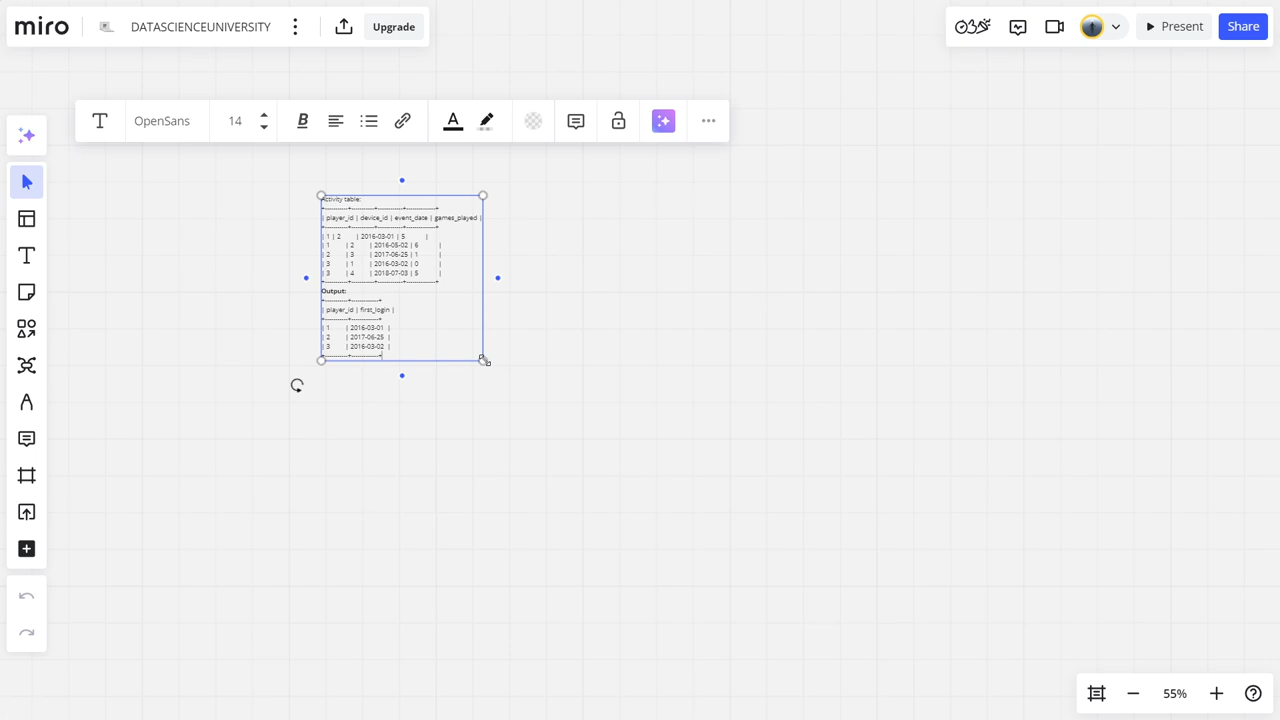 miro
DATASCIENCEUNIVERSITY
Upgrade
Present
Share
OpenSans
14
B
A
Activity table:
+-----------+-----------+------------+--------------+
| player_id | device_id | event_date | games_played |
+-----------+-----------+------------+--------------+
| 1 | 2 | 2016-03-01 | 5 |
| 1 | 2 | 2016-05-02 | 6 |
| 2 | 3 | 2017-06-25 | 1 |
| 3 | 1 | 2016-03-02 | 0 |
| 3 | 4 | 2018-07-03 | 5 |
+-----------+-----------+------------+--------------+
Output:
+-----------+-------------+
| player_id | first_login |
+-----------+-------------+
| 1 | 2016-03-01 |
| 2 | 2017-06-25 |
| 3 | 2016-03-02 |
+-----------+-------------+
55%